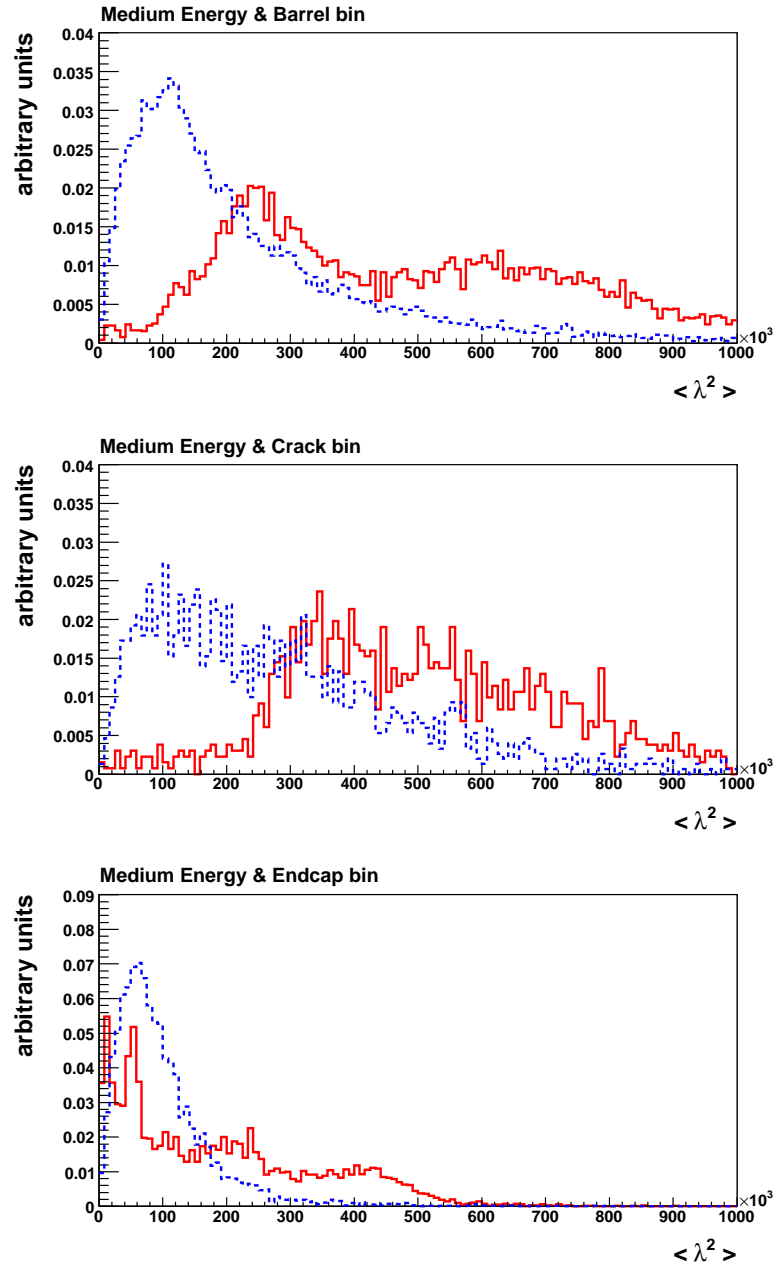 Medium Energy & Barrel bin
arbitrary units
0.04
0.035
0.03
0.025
0.02
0.015
0.01
0.005
0
0 100 200 300 400 500 600 700 800 900 1000
×10³
< λ² >
Medium Energy & Crack bin
arbitrary units
0.04
0.035
0.03
0.025
0.02
0.015
0.01
0.005
0
0 100 200 300 400 500 600 700 800 900 1000
×10³
< λ² >
Medium Energy & Endcap bin
arbitrary units
0.09
0.08
0.07
0.06
0.05
0.04
0.03
0.02
0.01
0
0 100 200 300 400 500 600 700 800 900 1000
×10³
< λ² >